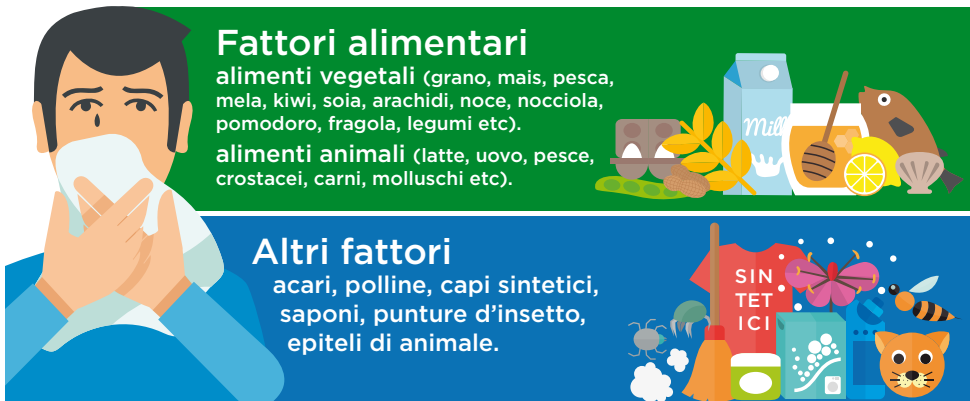 Fattori alimentari
alimenti vegetali (grano, mais, pesca,
mela, kiwi, soia, arachidi, noce, nocciola,
pomodoro, fragola, legumi etc).
alimenti animali (latte, uovo, pesce,
crostacei, carni, molluschi etc).
Milk
Altri fattori
acari, polline, capi sintetici,
saponi, punture d’insetto,
epiteli di animale.
SIN
TET
ICI